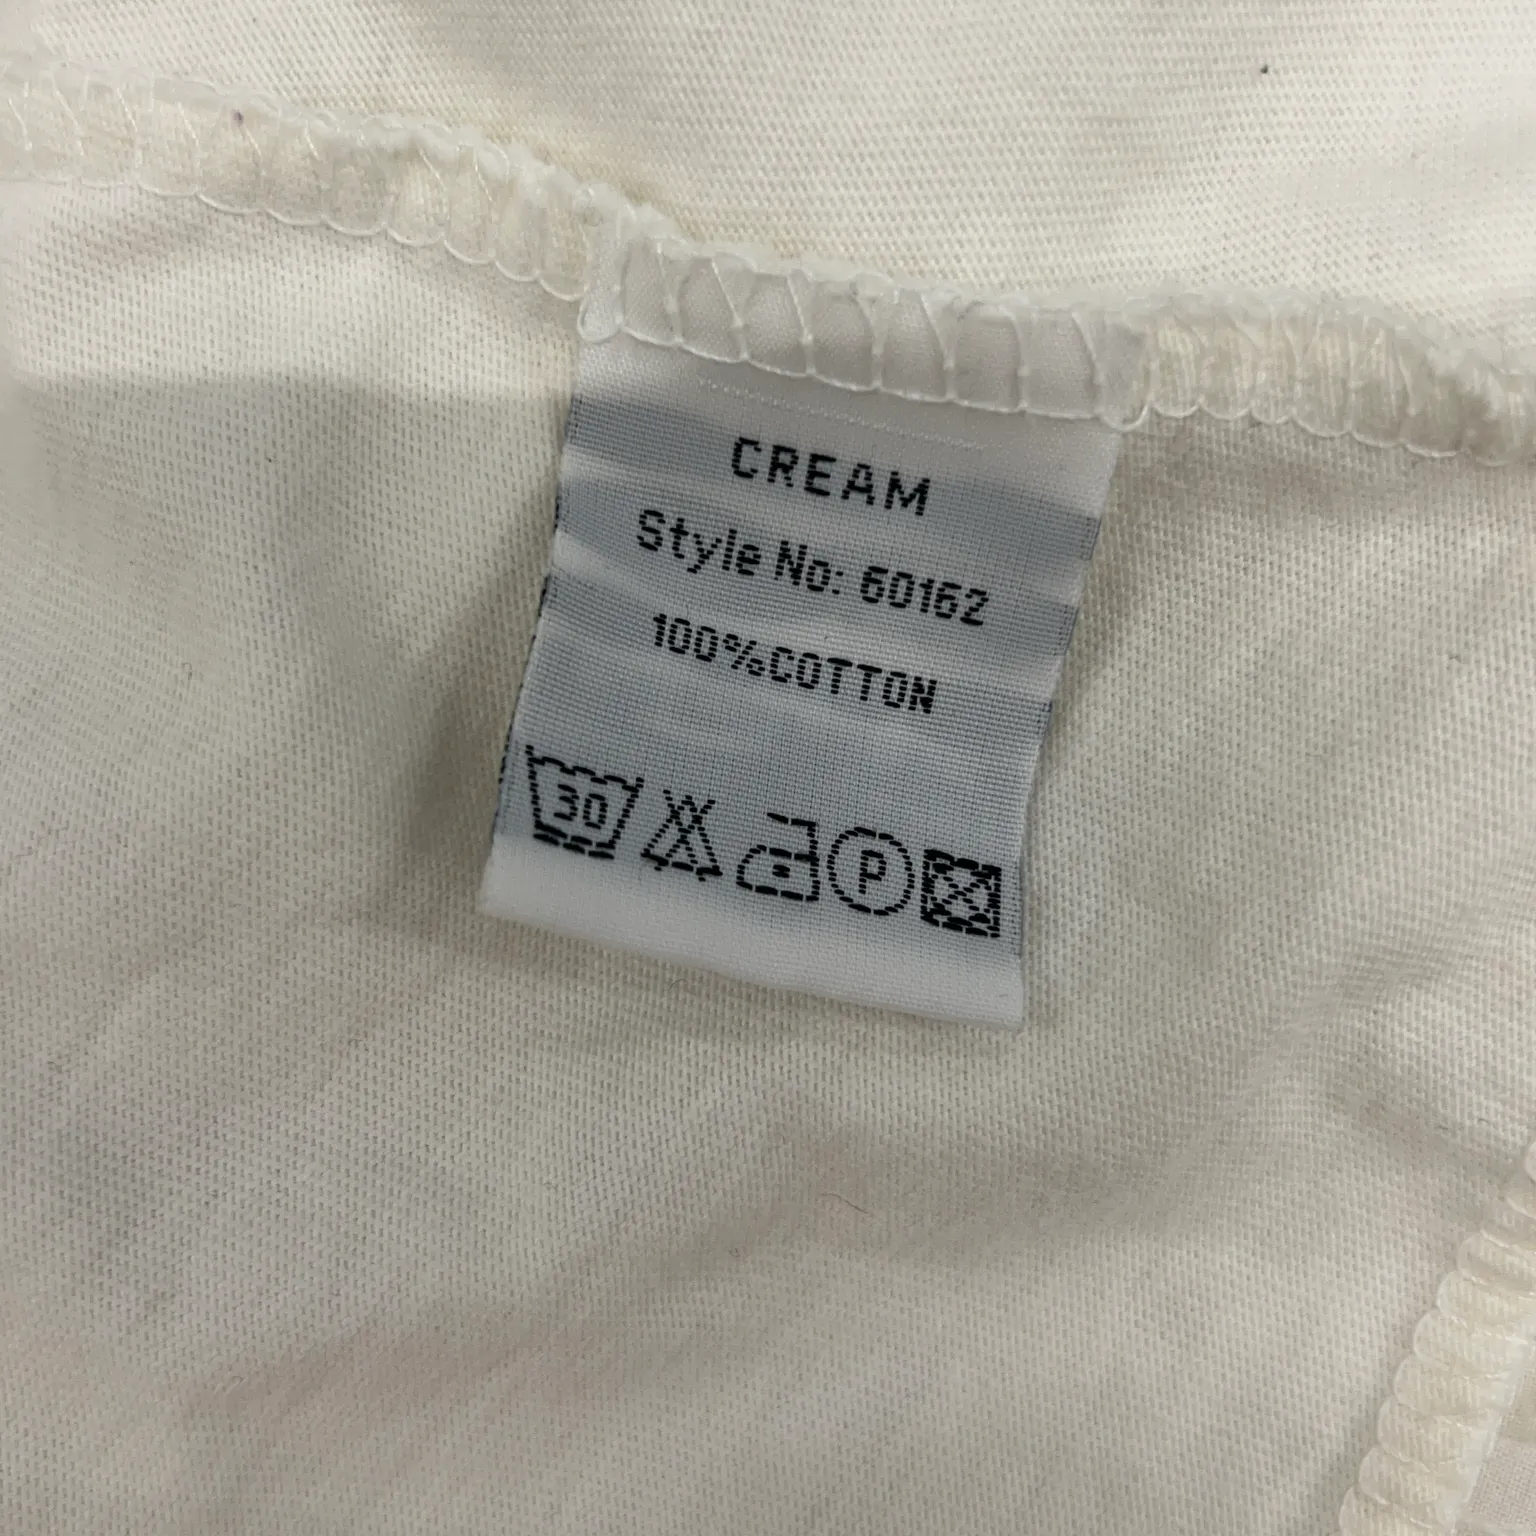 CREAM
Style No: 60162
100%COTTON
30 P